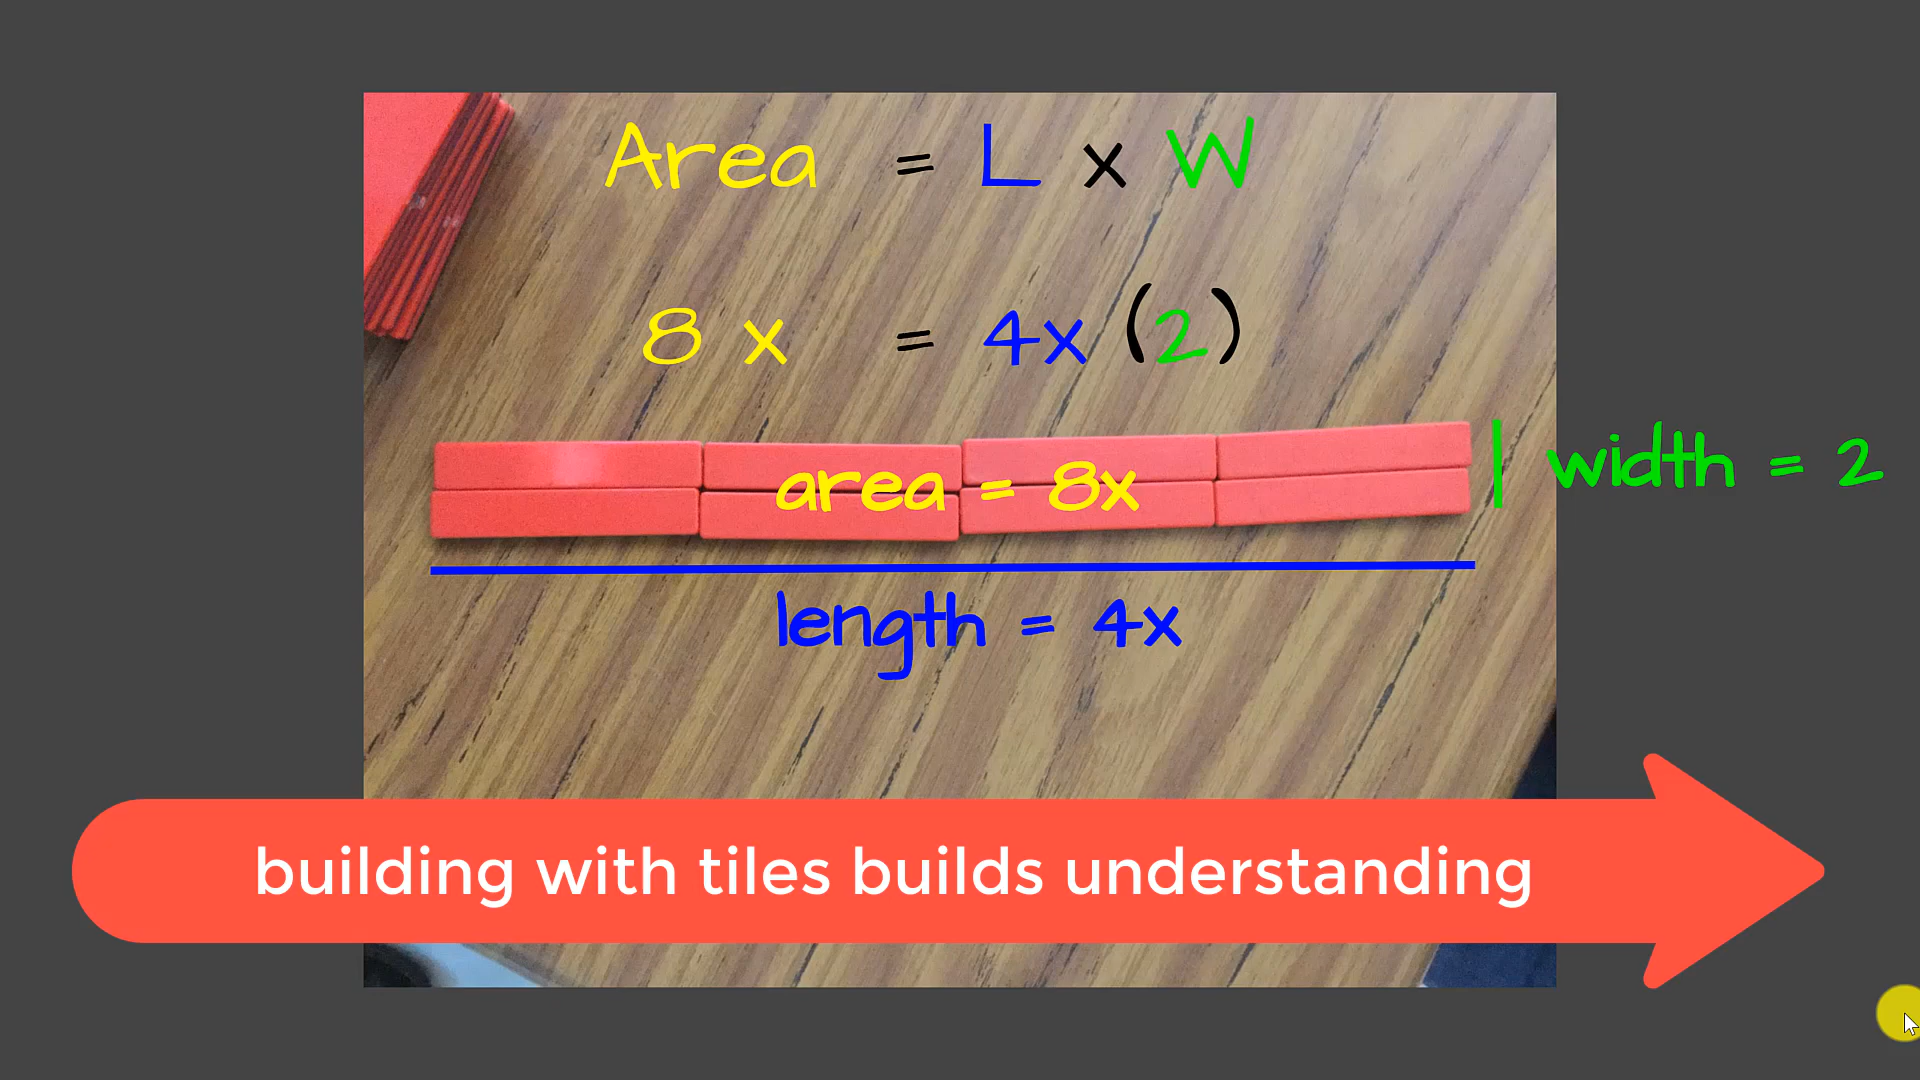 Area = L x W
8 x = 4x (2)
area = 8x
width = 2
length = 4x
building with tiles builds understanding